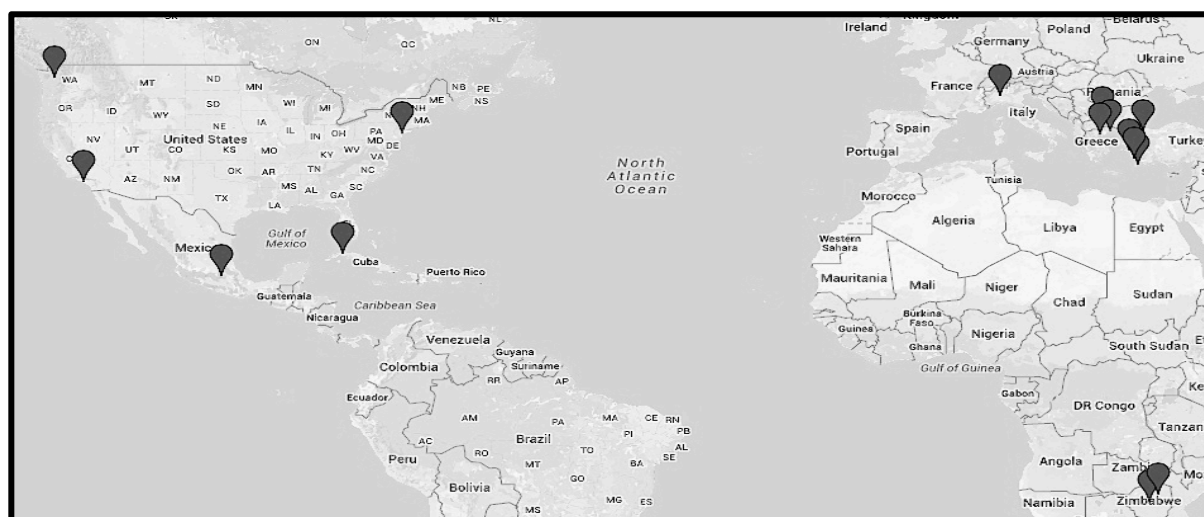 NL
ON
QC
WA
MT
ND
MN
NB
PE
NS
ME
OR
ID
SD
WI
MI
NH
MA
WY
IA
NE
IL
IN
OH
PA
MD
DE
NV
UT
CO
United States
KS
MO
KY
WV
VA
TN
NC
AZ
NM
OK
AR
MS
AL
GA
SC
TX
LA
North
Atlantic
Ocean
Gulf of
Mexico
Cuba
Puerto Rico
Guatemala
Caribbean Sea
Nicaragua
Venezuela
Guyana
Suriname
Colombia
RR
AP
Ecuador
AM
PA
MA
CE
RN
PB
PI
AL
AC
Brazil
TO
SE
RO
BA
Peru
MT
GO
Bolivia
MG
ES
MS
Ireland
Poland
Belarus
Germany
Ukraine
France
Austria
Italy
Spain
Portugal
Greece
Tunisia
Morocco
Algeria
Libya
Egypt
Western
Sahara
Mauritania
Mali
Niger
Chad
Sudan
Burkina
Faso
Guinea
Ghana
Nigeria
South Sudan
Gulf of Guinea
Gabon
DR Congo
Angola
Namibia
Zimbabwe